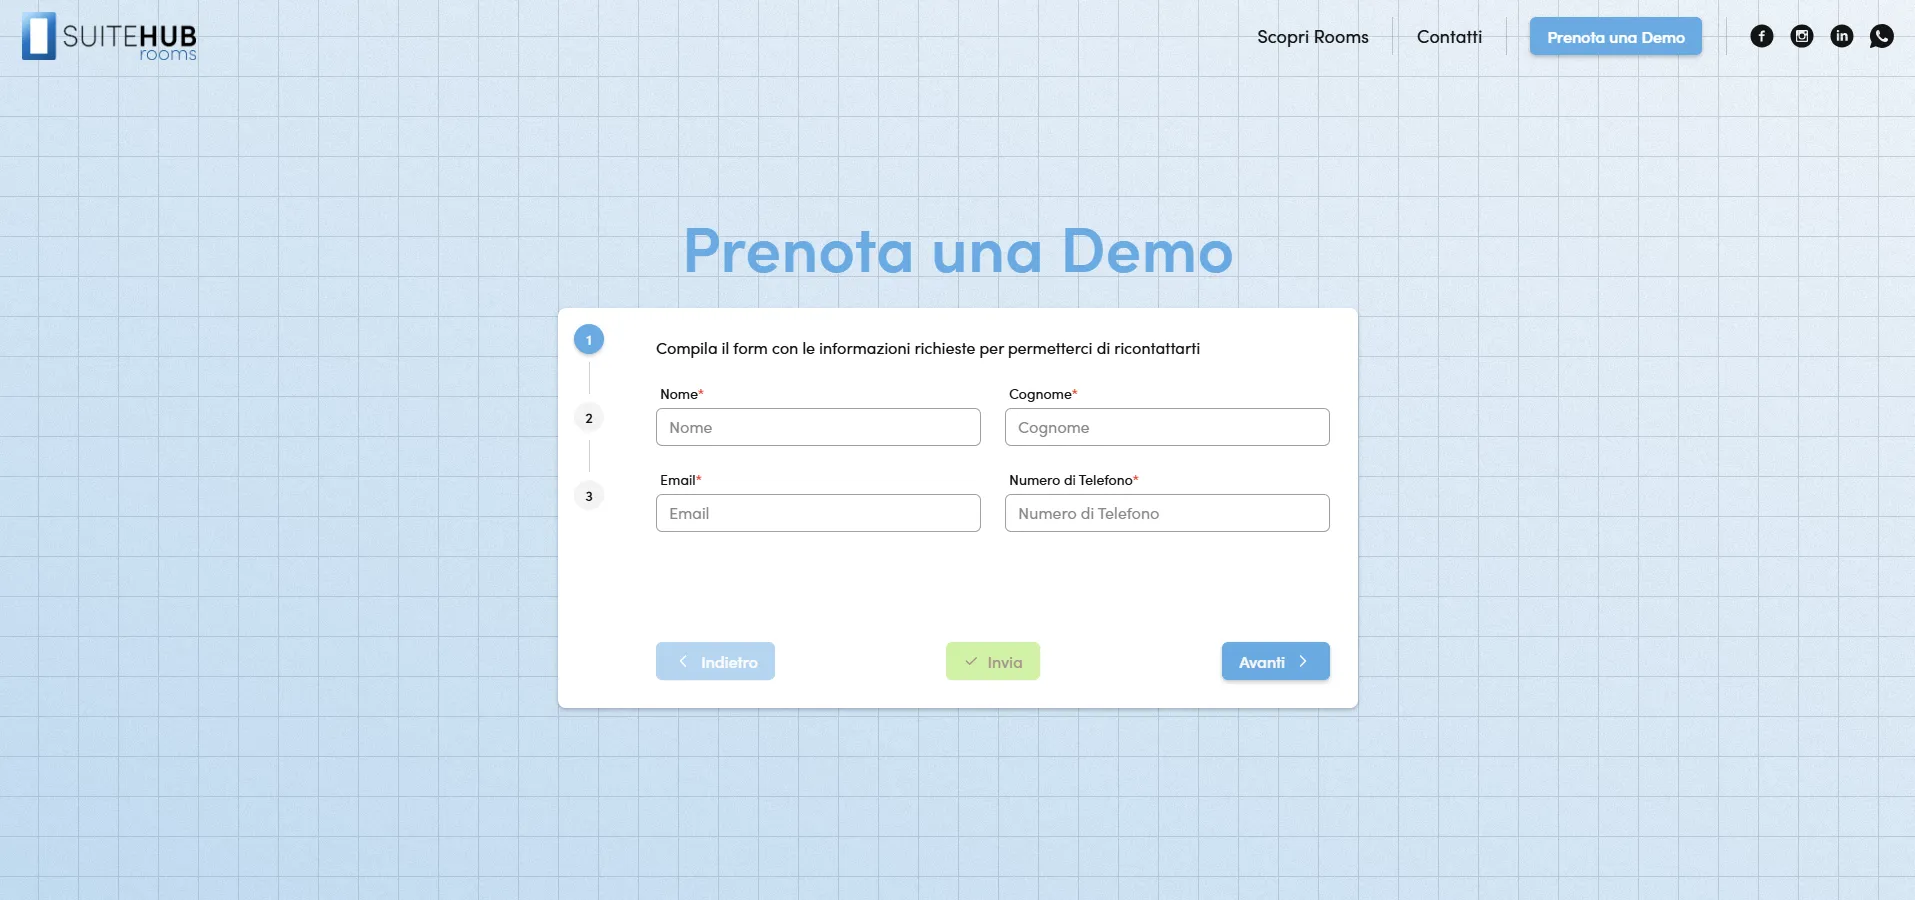 SUITEHUB
rooms
Scopri Rooms
Contatti
Prenota una Demo
Prenota una Demo
1
Compila il form con le informazioni richieste per permetterci di ricontattarti
Nome*
Cognome*
Nome
Cognome
2
Email*
Numero di Telefono*
Email
Numero di Telefono
3
Indietro
Invia
Avanti